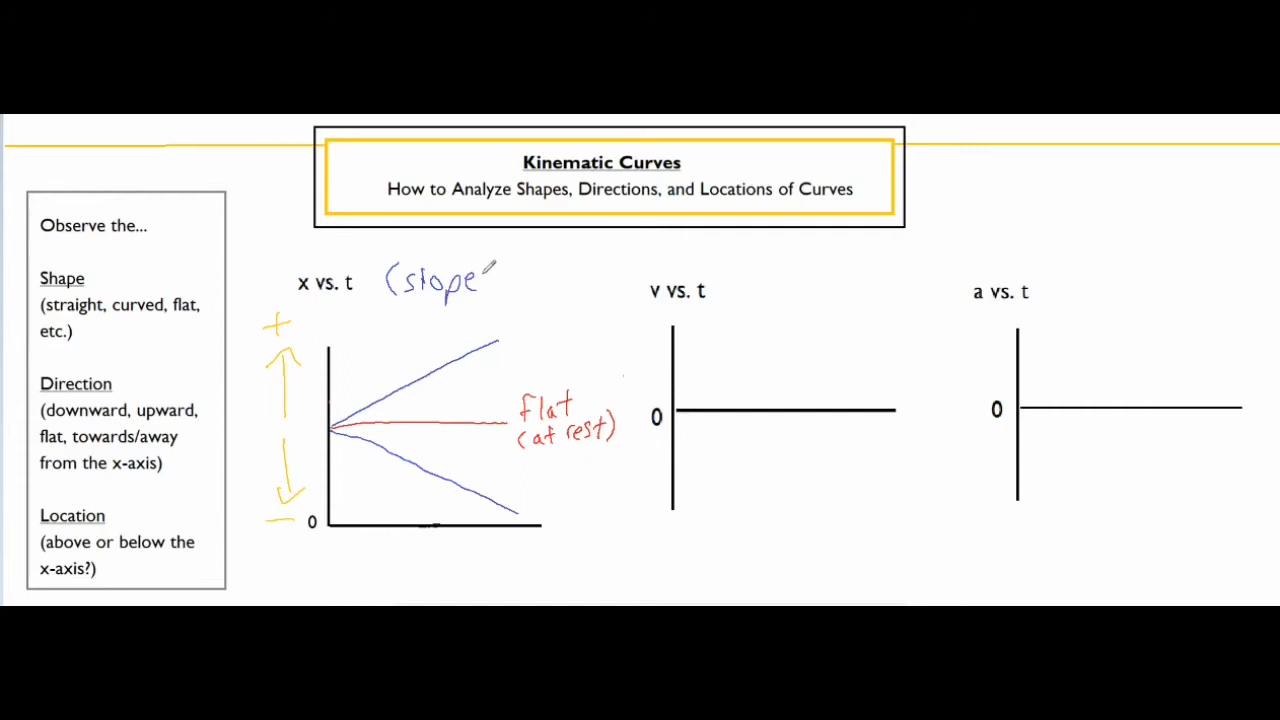 Kinematic Curves
How to Analyze Shapes, Directions, and Locations of Curves
Observe the...
Shape
(straight, curved, flat,
etc.)
Direction
(downward, upward,
flat, towards/away
from the x-axis)
Location
(above or below the
x-axis?)
x vs. t (slope
+
flat
(at rest)
−
0
v vs. t
0
a vs. t
0